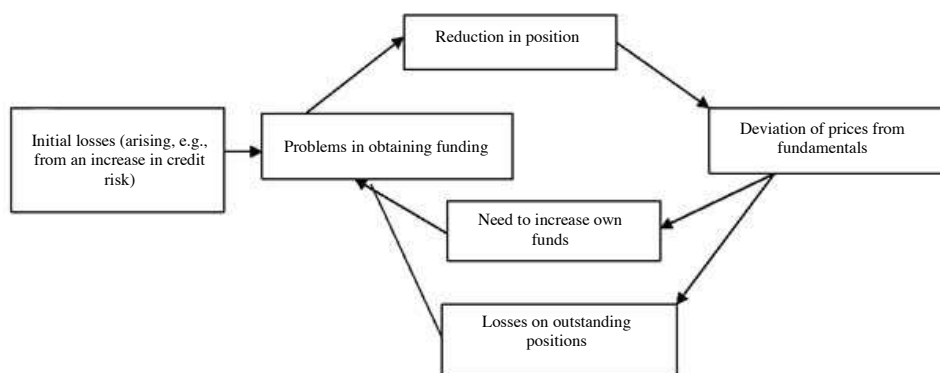 Reduction in position
Initial losses (arising, e.g.,
from an increase in credit
risk)
Problems in obtaining funding
Deviation of prices from
fundamentals
Need to increase own
funds
Losses on outstanding
positions